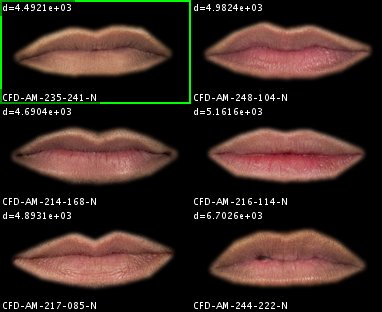 d=4.4921e+03
CFD-AM-235-241-N
d=4.9824e+03
CFD-AM-248-104-N
d=4.6904e+03
CFD-AM-214-168-N
d=5.1616e+03
CFD-AM-216-114-N
d=4.8931e+03
CFD-AM-217-085-N
d=6.7026e+03
CFD-AM-244-222-N